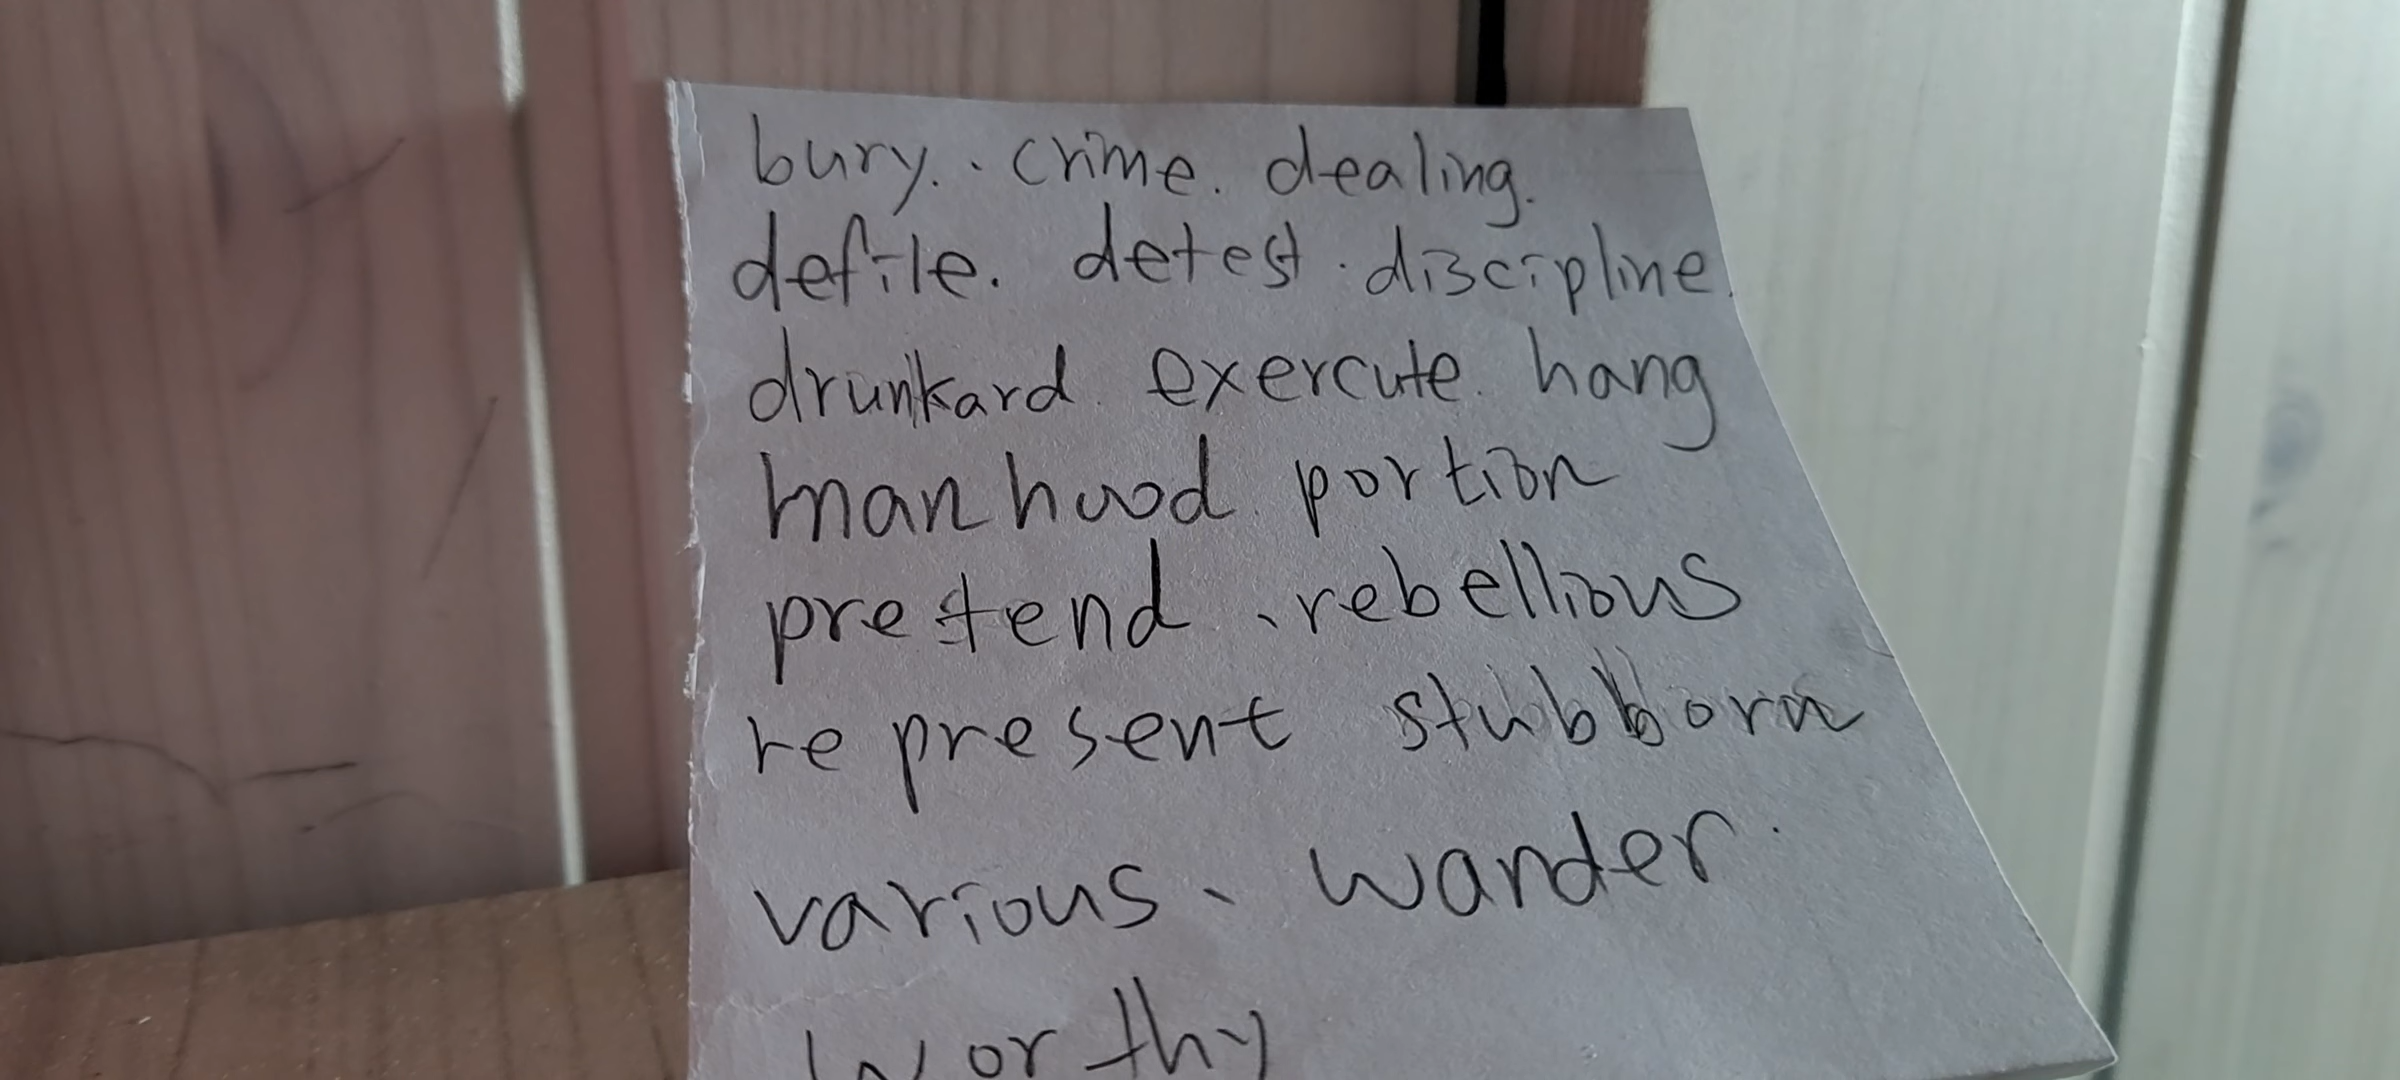 bury. . crime. dealing.
defile. detest. discipline.
drunkard. exercute. hang
manhood. portion
pretend. rebellious
represent stubborn
various. wander.
worthy